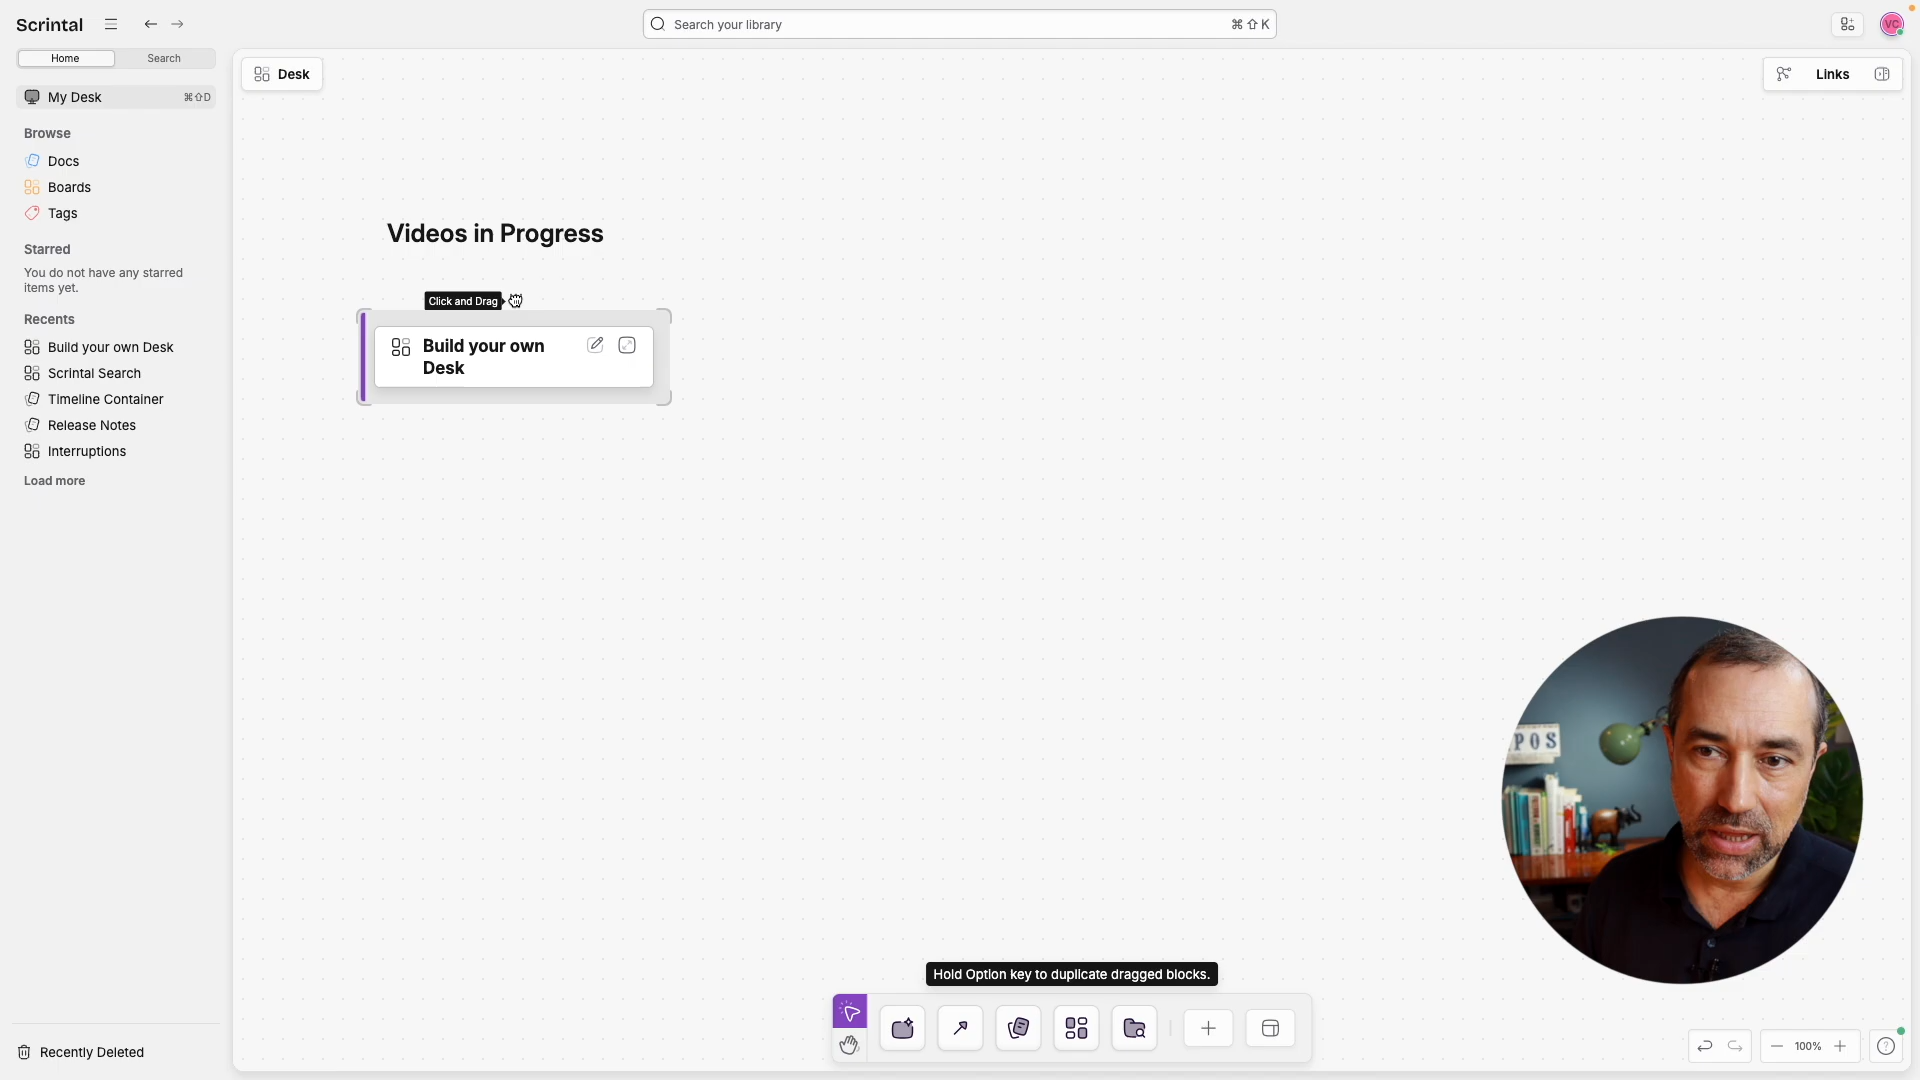 Scrintal
Search your library
⌘ ⇧ K
VC
Home
Search
My Desk
⌘⇧D
Browse
Docs
Boards
Tags
Starred
You do not have any starred
items yet.
Recents
Build your own Desk
Scrintal Search
Timeline Container
Release Notes
Interruptions
Load more
Recently Deleted
Desk
Links
Videos in Progress
Click and Drag
Build your own
Desk
POS
Hold Option key to duplicate dragged blocks.
100%